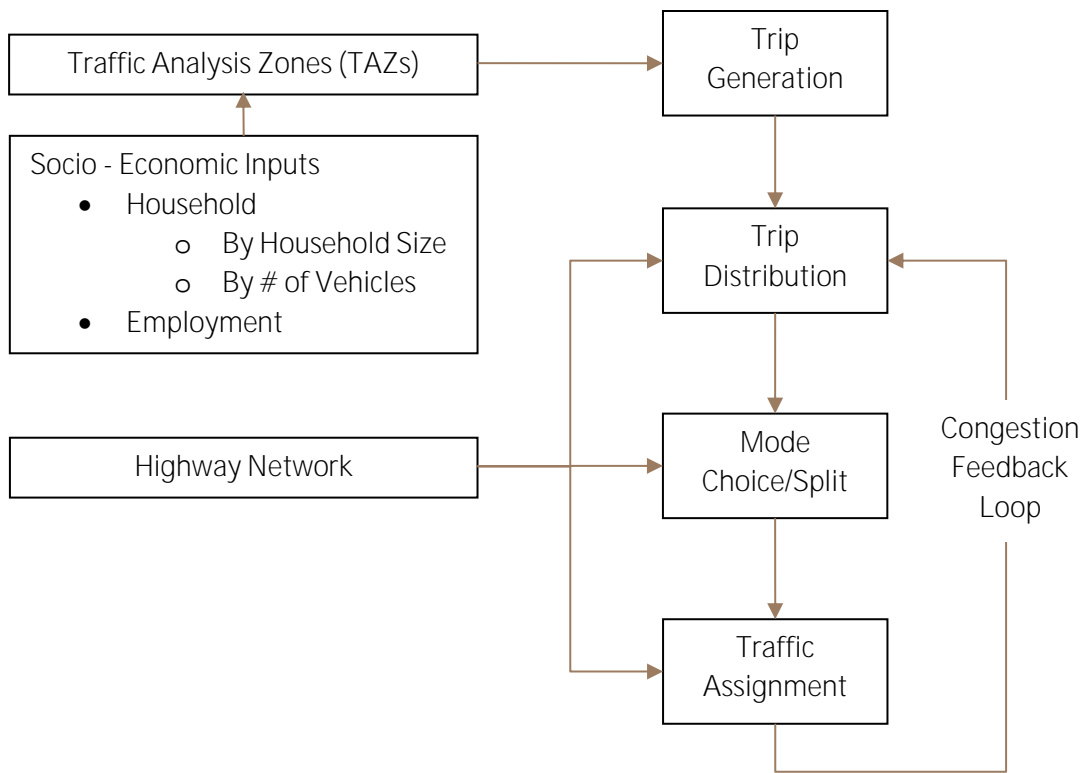 Traffic Analysis Zones (TAZs)
Trip
Generation
Socio - Economic Inputs
• Household
o By Household Size
o By # of Vehicles
• Employment
Trip
Distribution
Highway Network
Mode
Choice/Split
Congestion
Feedback
Loop
Traffic
Assignment